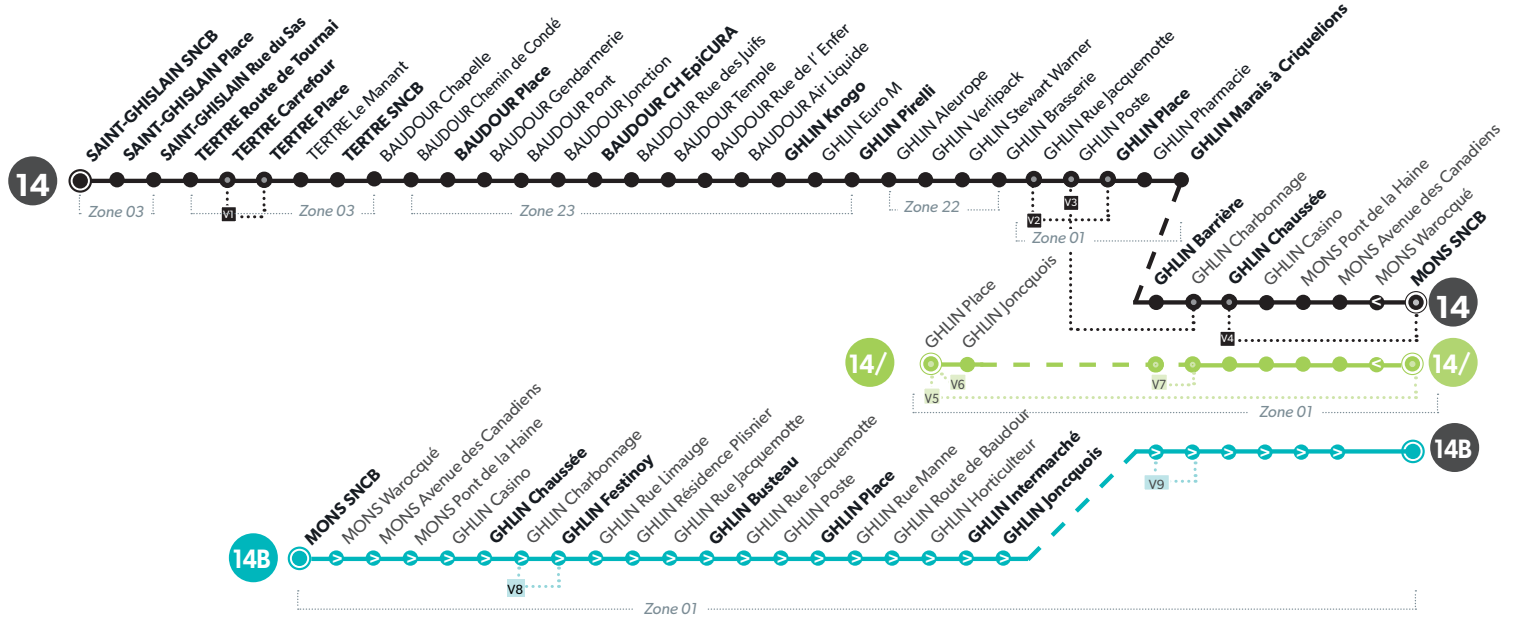 14
SAINT-GHISLAIN SNCB
SAINT-GHISLAIN Place
SAINT-GHISLAIN Rue du Sas
TERTRE Route de Tournai
TERTRE Carrefour
TERTRE Place
TERTRE Le Manant
TERTRE SNCB
BAUDOUR Chapelle
BAUDOUR Chemin de Condé
BAUDOUR Place
BAUDOUR Gendarmerie
BAUDOUR Pont
BAUDOUR Jonction
BAUDOUR CH EpiCURA
BAUDOUR Rue des Juifs
BAUDOUR Temple
BAUDOUR Rue de l' Enfer
BAUDOUR Air Liquide
GHLIN Knogo
GHLIN Euro M
GHLIN Pirelli
GHLIN Aleurope
GHLIN Verlipack
GHLIN Stewart Warner
GHLIN Brasserie
GHLIN Rue Jacquemotte
GHLIN Poste
GHLIN Place
GHLIN Pharmacie
GHLIN Marais à Criquelions
Zone 03
V1
Zone 03
Zone 23
Zone 22
V2
V3
Zone 01
GHLIN Barrière
GHLIN Charbonnage
GHLIN Chaussée
GHLIN Casino
MONS Pont de la Haine
MONS Avenue des Canadiens
MONS Warocqué
MONS SNCB
14
V4
14/
GHLIN Place
GHLIN Joncquois
V5
V6
V7
14/
Zone 01
14B
MONS SNCB
MONS Warocqué
MONS Avenue des Canadiens
MONS Pont de la Haine
GHLIN Casino
GHLIN Chaussée
GHLIN Charbonnage
GHLIN Festinoy
GHLIN Rue Limauge
GHLIN Résidence Plisnier
GHLIN Rue Jacquemotte
GHLIN Busteau
GHLIN Rue Jacquemotte
GHLIN Poste
GHLIN Place
GHLIN Rue Manne
GHLIN Route de Baudour
GHLIN Horticulteur
GHLIN Intermarché
GHLIN Joncquois
V8
V9
14B
Zone 01